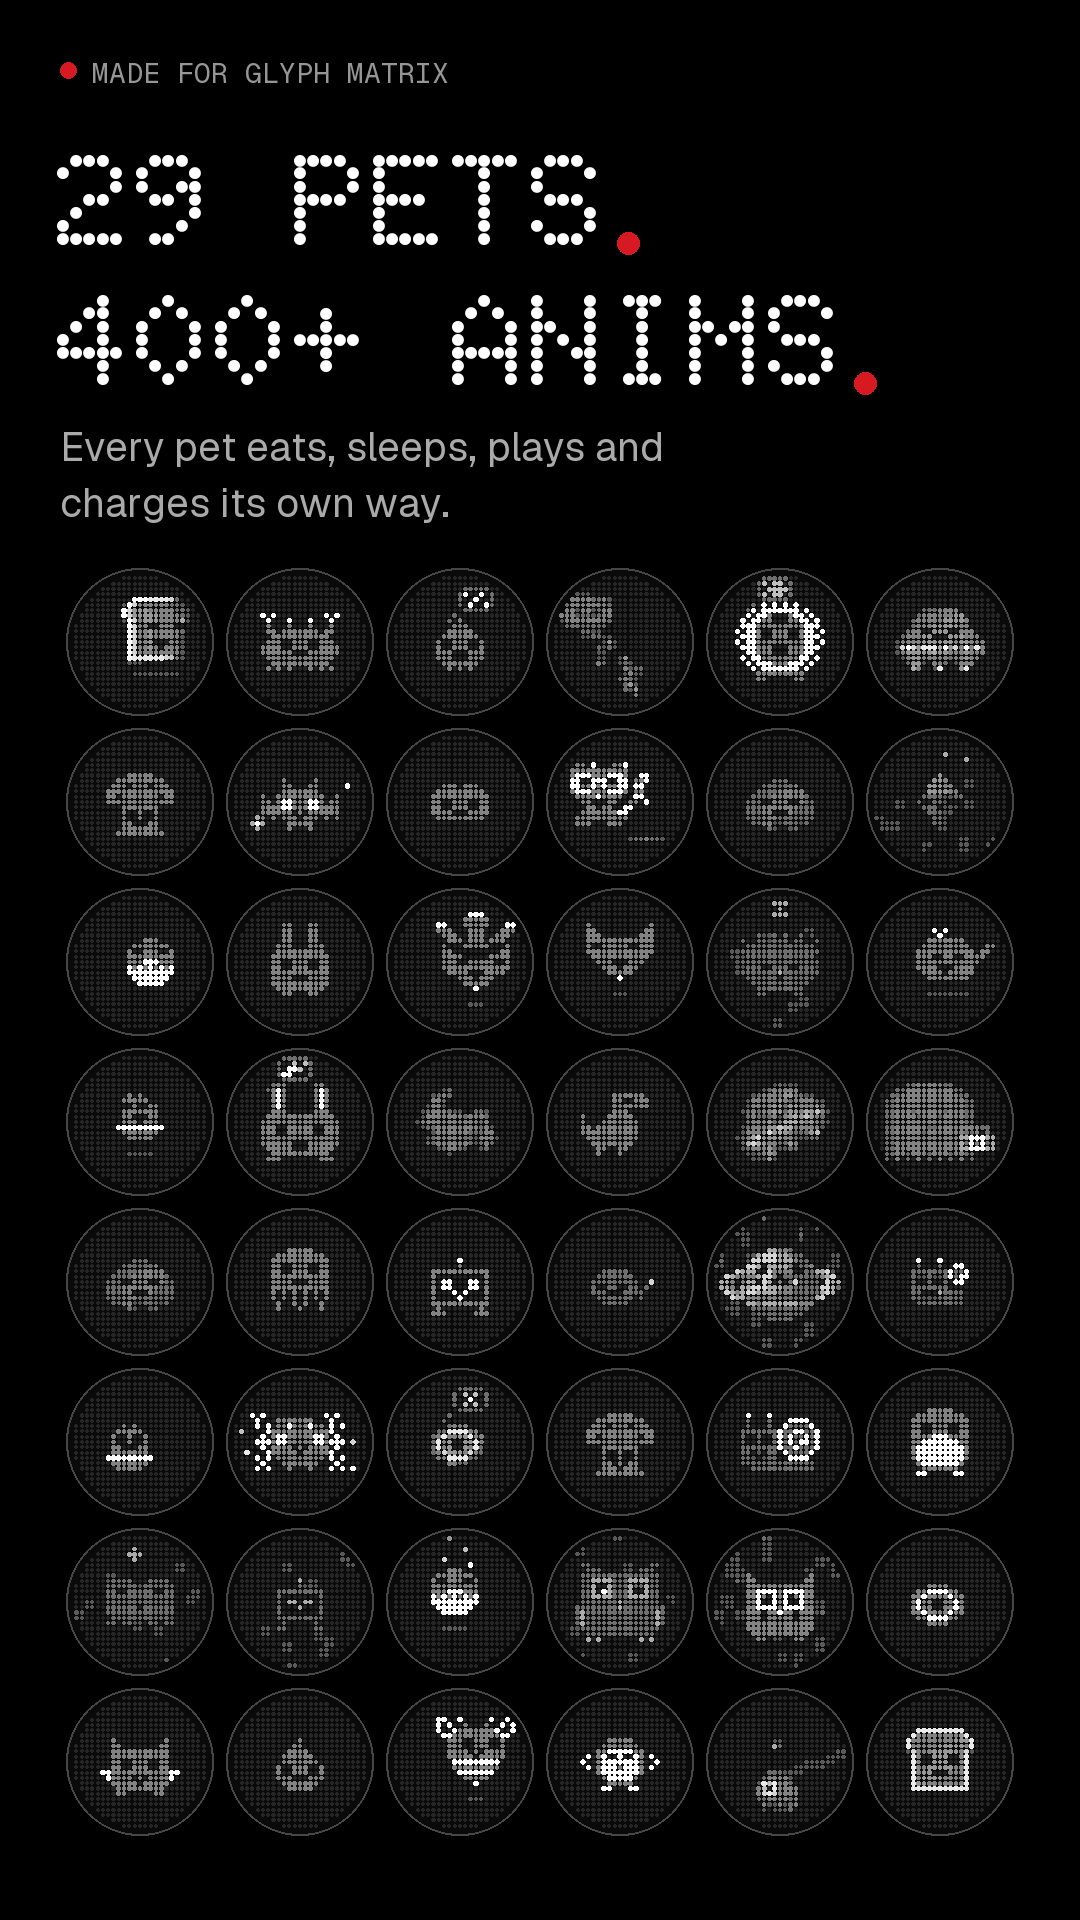 MADE FOR GLYPH MATRIX
29 PETS.
400+ ANIMS.
Every pet eats, sleeps, plays and
charges its own way.